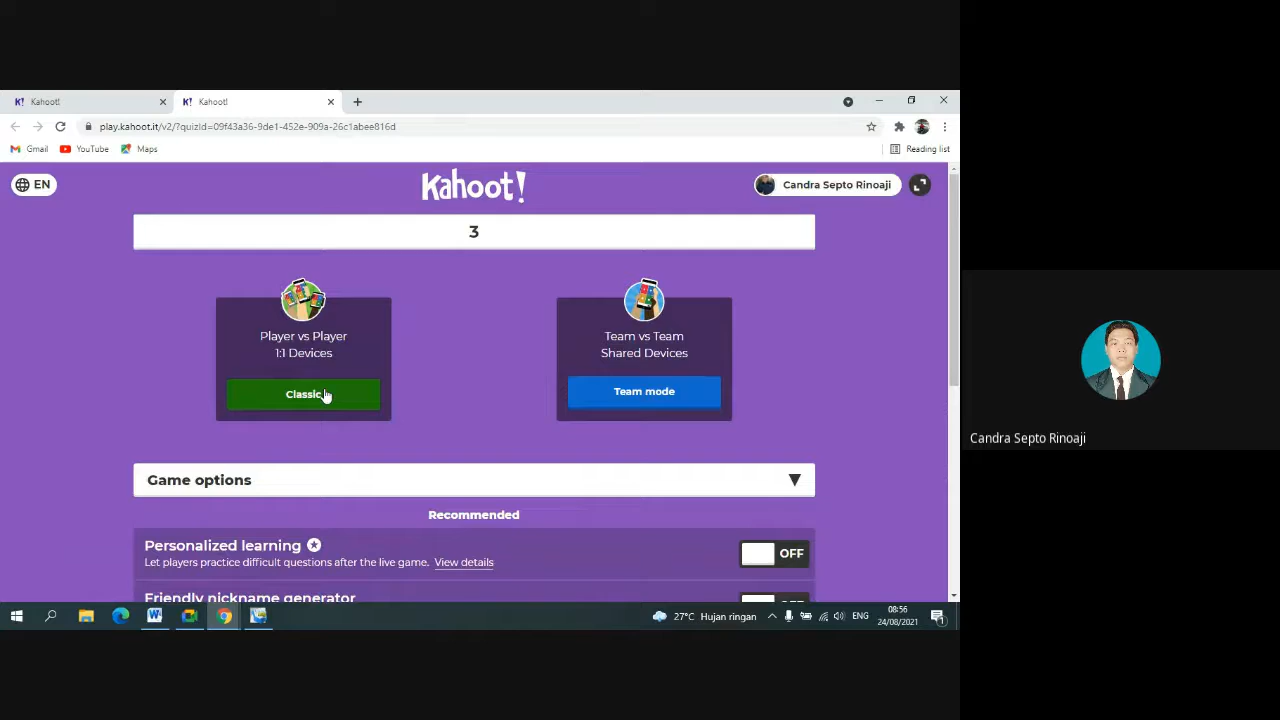 Kahoot!
Kahoot!
play.kahoot.it/v2/?quizId=09f43a36-9de1-452e-909a-26c1abee816d
Gmail
YouTube
Maps
Reading list
EN
Kahoot!
Candra Septo Rinoaji
3
Player vs Player
1:1 Devices
Classic
Team vs Team
Shared Devices
Team mode
Game options
Recommended
Personalized learning
Let players practice difficult questions after the live game. View details
OFF
Friendly nickname generator
27°C Hujan ringan
ENG
08:56
24/08/2021
Candra Septo Rinoaji